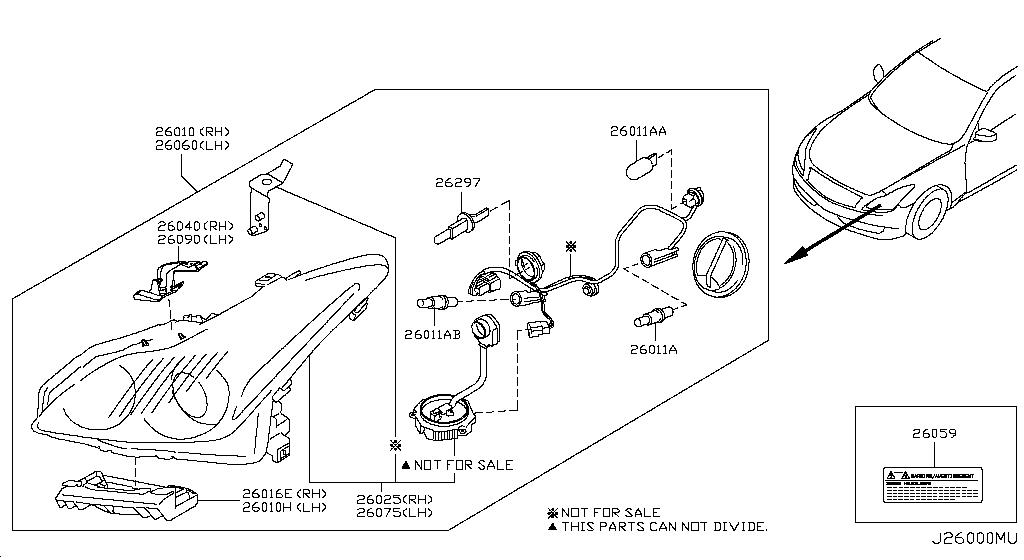 26010 (RH)
26060(LH)
26011AA
26297
26040(RH)
26090(LH)
※
26011AB
26011A
※
▲ NOT FOR SALE
26059
26016E (RH)
26010H (LH)
26025(RH)
26075(LH)
※ NOT FOR SALE
▲ THIS PARTS CAN NOT DIVIDE.
J26000MU